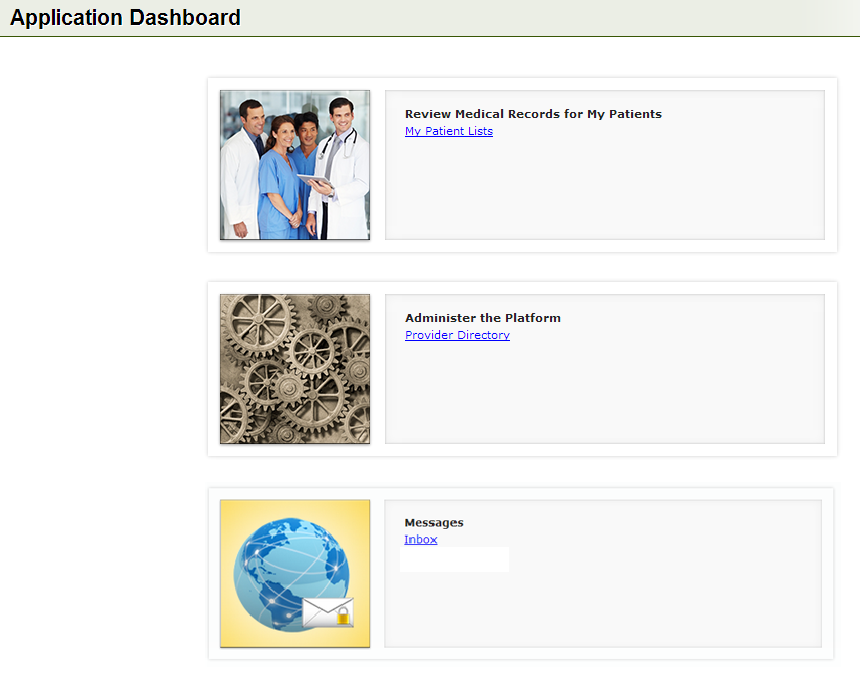 Application Dashboard
Review Medical Records for My Patients
My Patient Lists
Administer the Platform
Provider Directory
Messages
Inbox